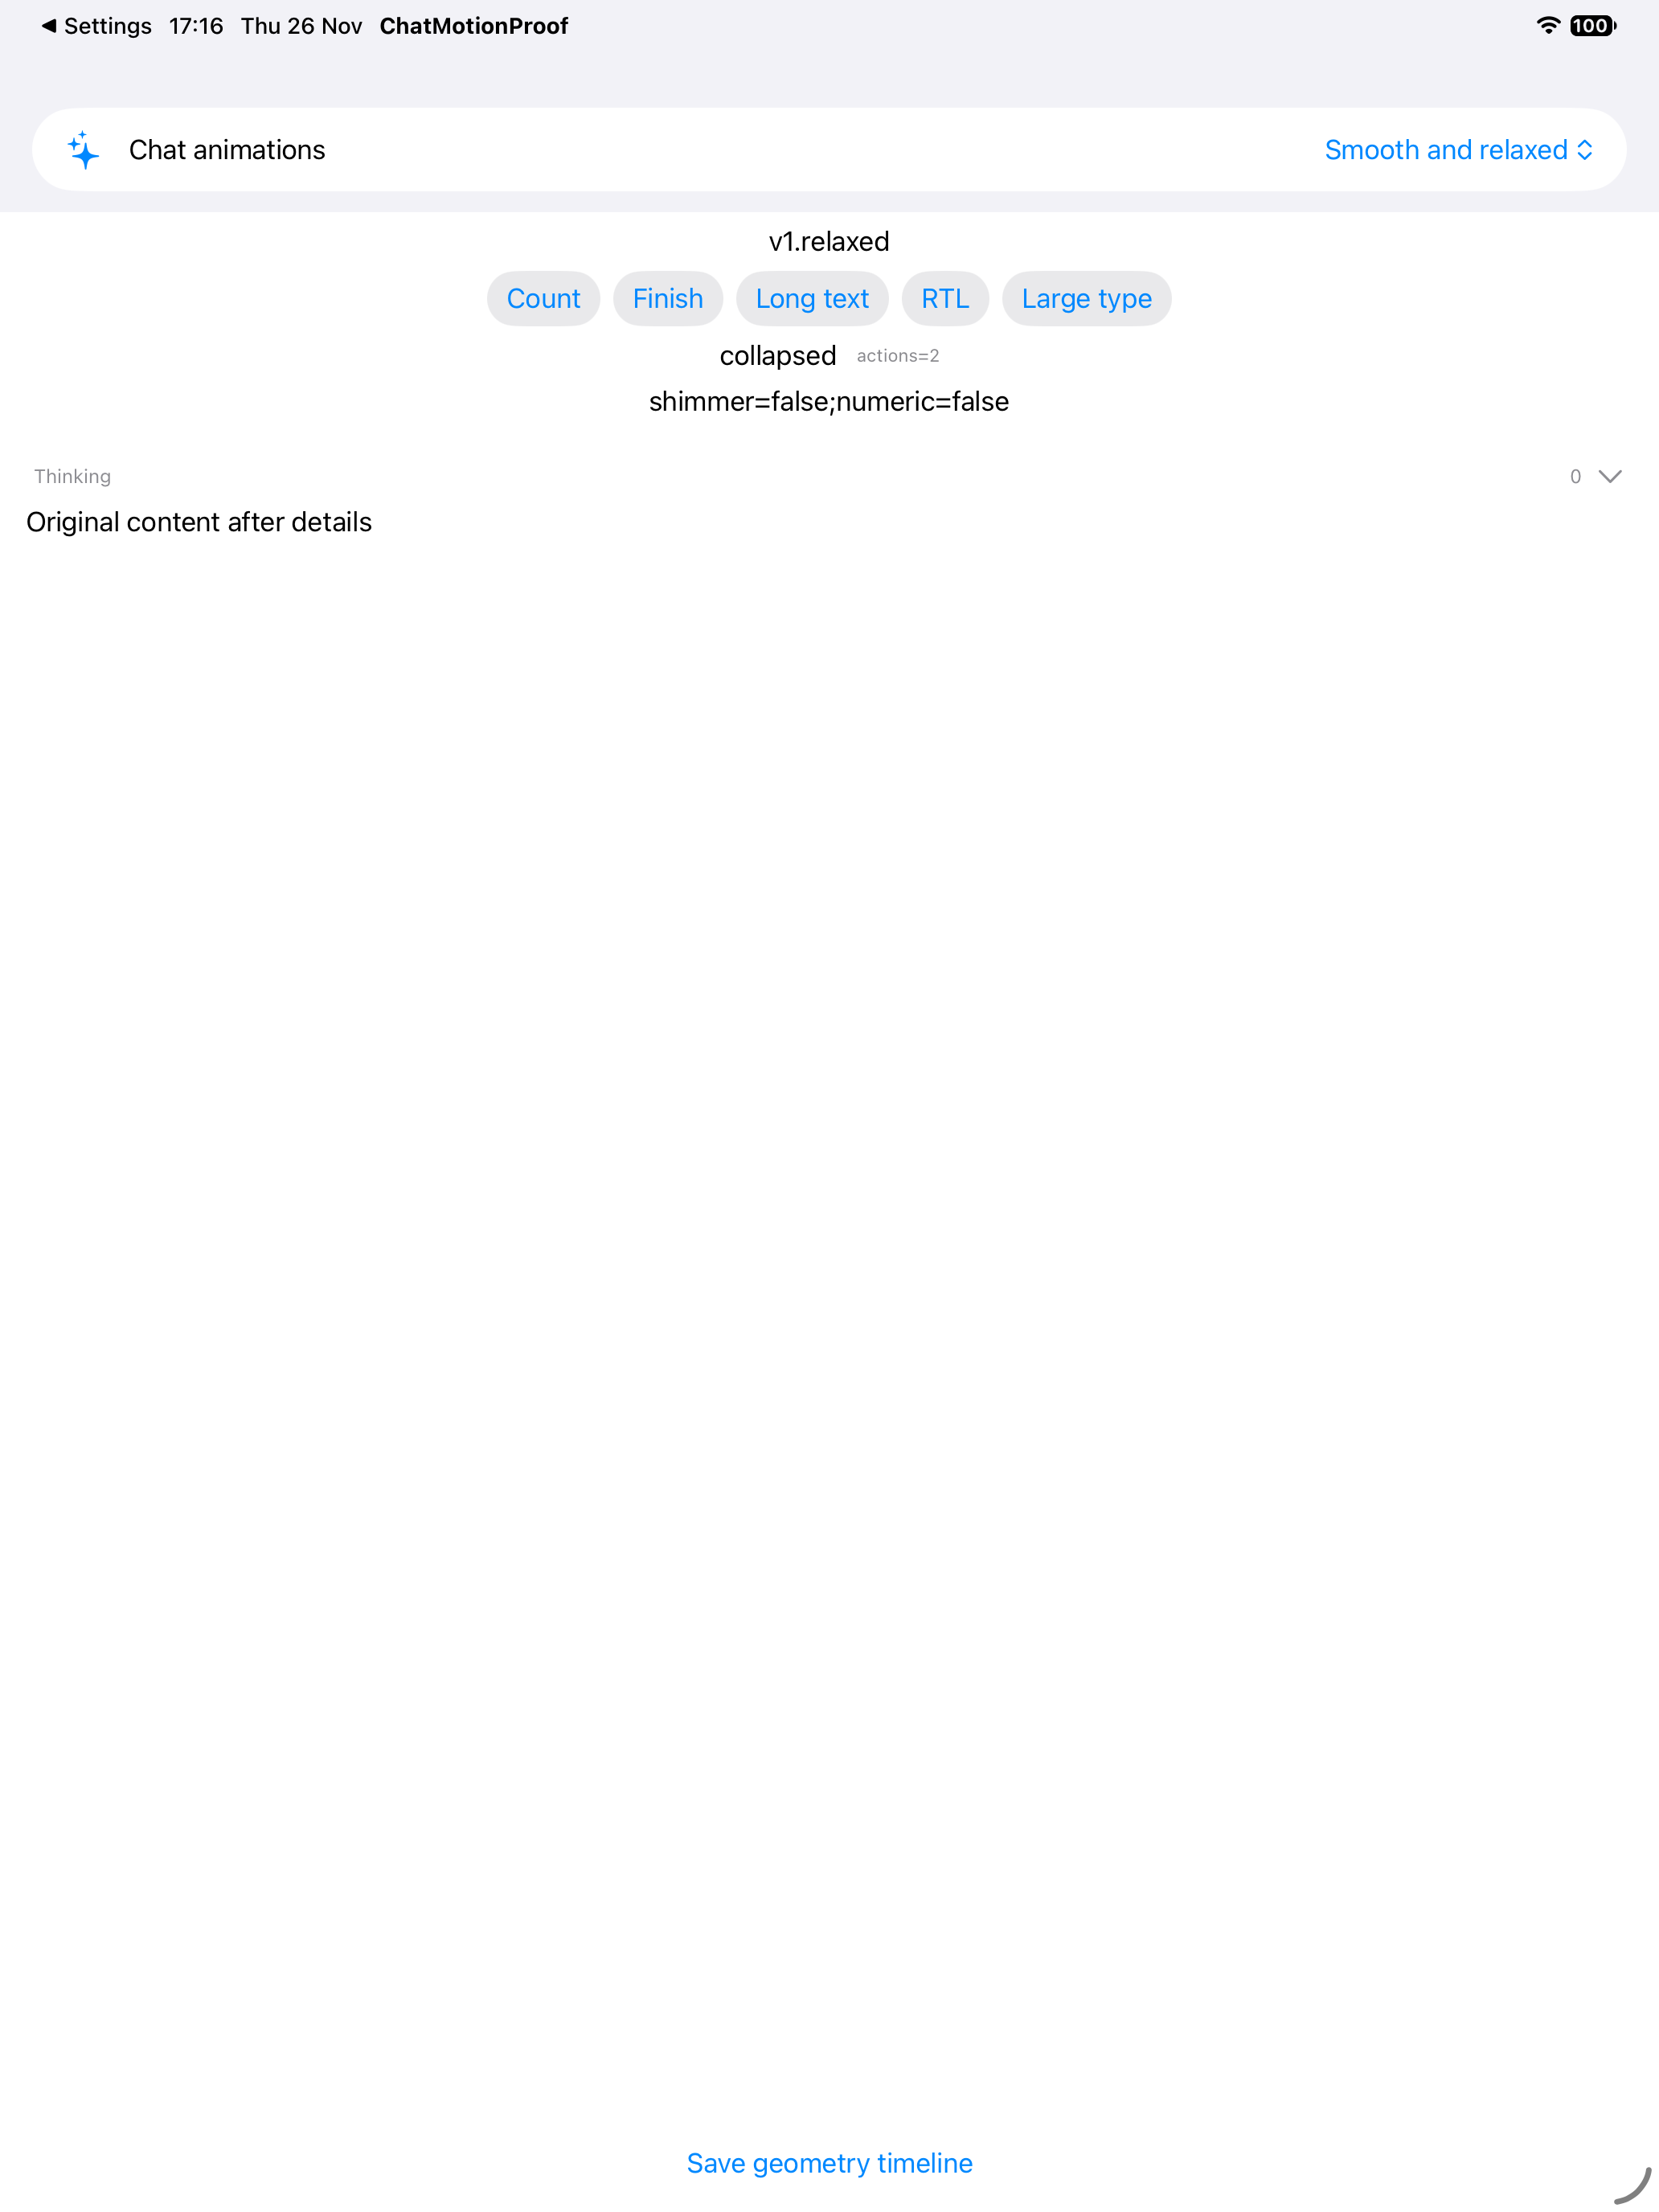 Settings 17:16 Thu 26 Nov ChatMotionProof 100
Chat animations Smooth and relaxed
v1.relaxed
Count Finish Long text RTL Large type
collapsed actions=2
shimmer=false;numeric=false
Thinking 0
Original content after details
Save geometry timeline